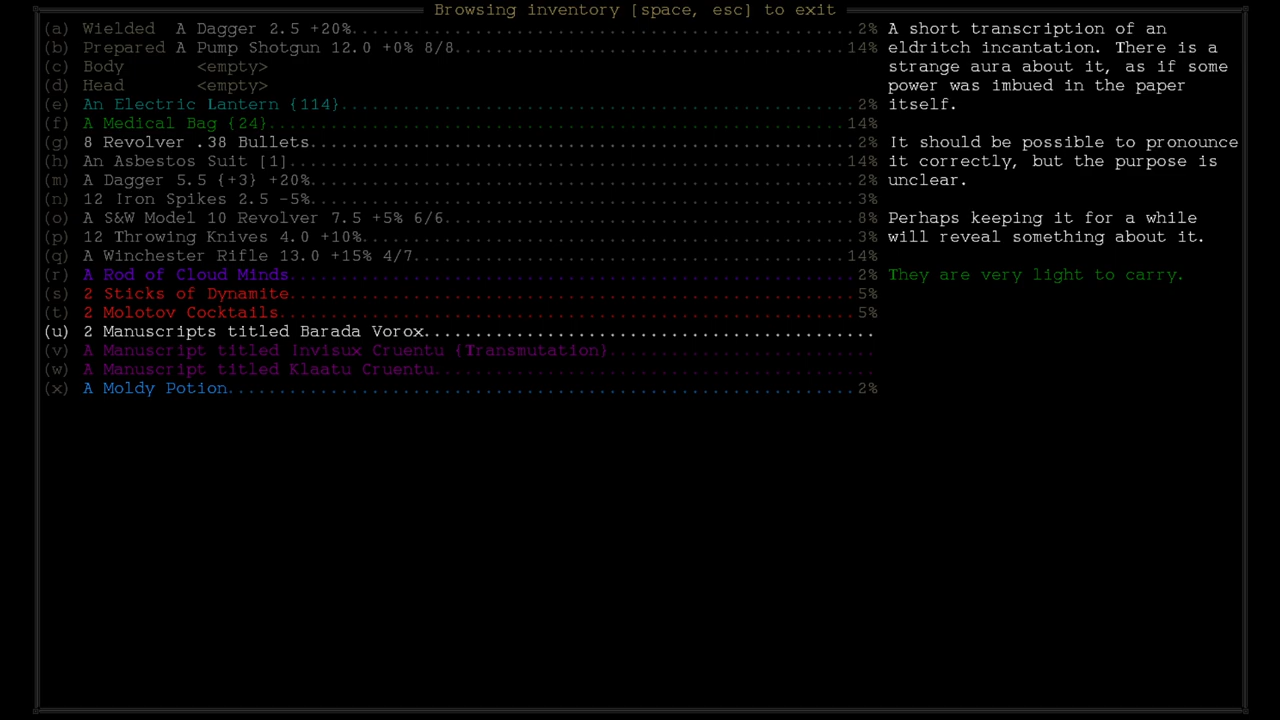 Browsing inventory [space, esc] to exit
(a) Wielded A Dagger 2.5 +20%..................................................2%
(b) Prepared A Pump Shotgun 12.0 +0% 8/8.......................................14%
(c) Body <empty>
(d) Head <empty>
(e) An Electric Lantern {114}..................................................2%
(f) A Medical Bag {24}.........................................................14%
(g) 8 Revolver .38 Bullets.....................................................2%
(h) An Asbestos Suit [1].......................................................14%
(m) A Dagger 5.5 {+3} +20%.....................................................2%
(n) 12 Iron Spikes 2.5 -5%.....................................................3%
(o) A S&W Model 10 Revolver 7.5 +5% 6/6........................................8%
(p) 12 Throwing Knives 4.0 +10%................................................3%
(q) A Winchester Rifle 13.0 +15% 4/7...........................................14%
(r) A Rod of Cloud Minds.......................................................2%
(s) 2 Sticks of Dynamite.......................................................5%
(t) 2 Molotov Cocktails........................................................5%
(u) 2 Manuscripts titled Barada Vorox............................................
(v) A Manuscript titled Invisux Cruentu {Transmutation}..........................
(w) A Manuscript titled Klaatu Cruentu...........................................
(x) A Moldy Potion.............................................................2%
A short transcription of an
eldritch incantation. There is a
strange aura about it, as if some
power was imbued in the paper
itself.
It should be possible to pronounce
it correctly, but the purpose is
unclear.
Perhaps keeping it for a while
will reveal something about it.
They are very light to carry.